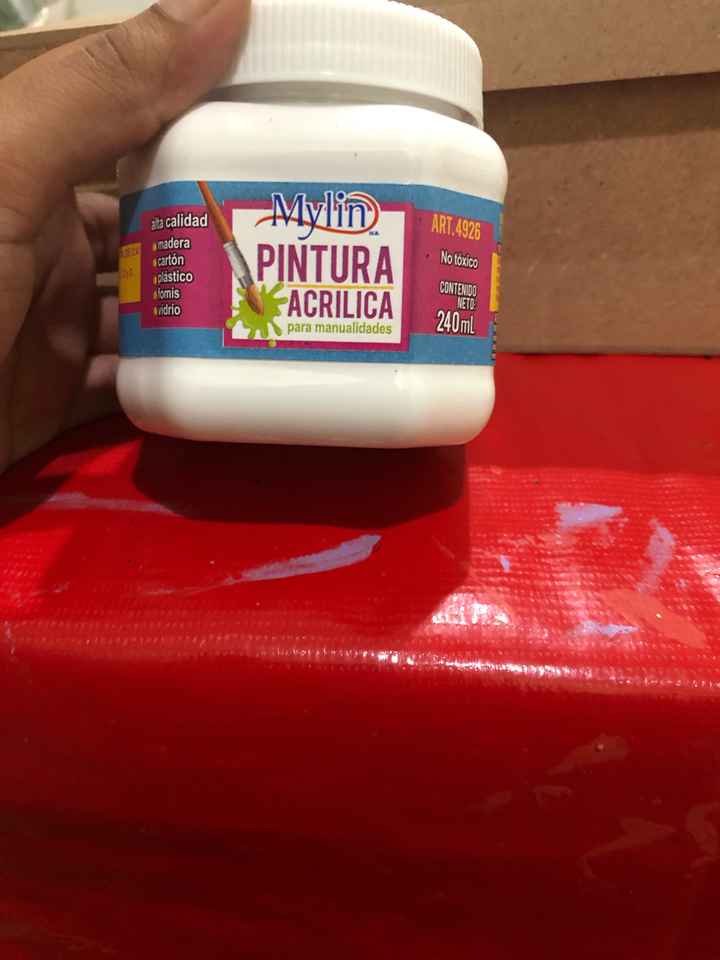 alta calidad
madera
cartón
plástico
fomis
vidrio
Mylin
PINTURA
ACRILICA
para manualidades
ART.4926
No tóxico
CONTENIDO
NETO:
240mL